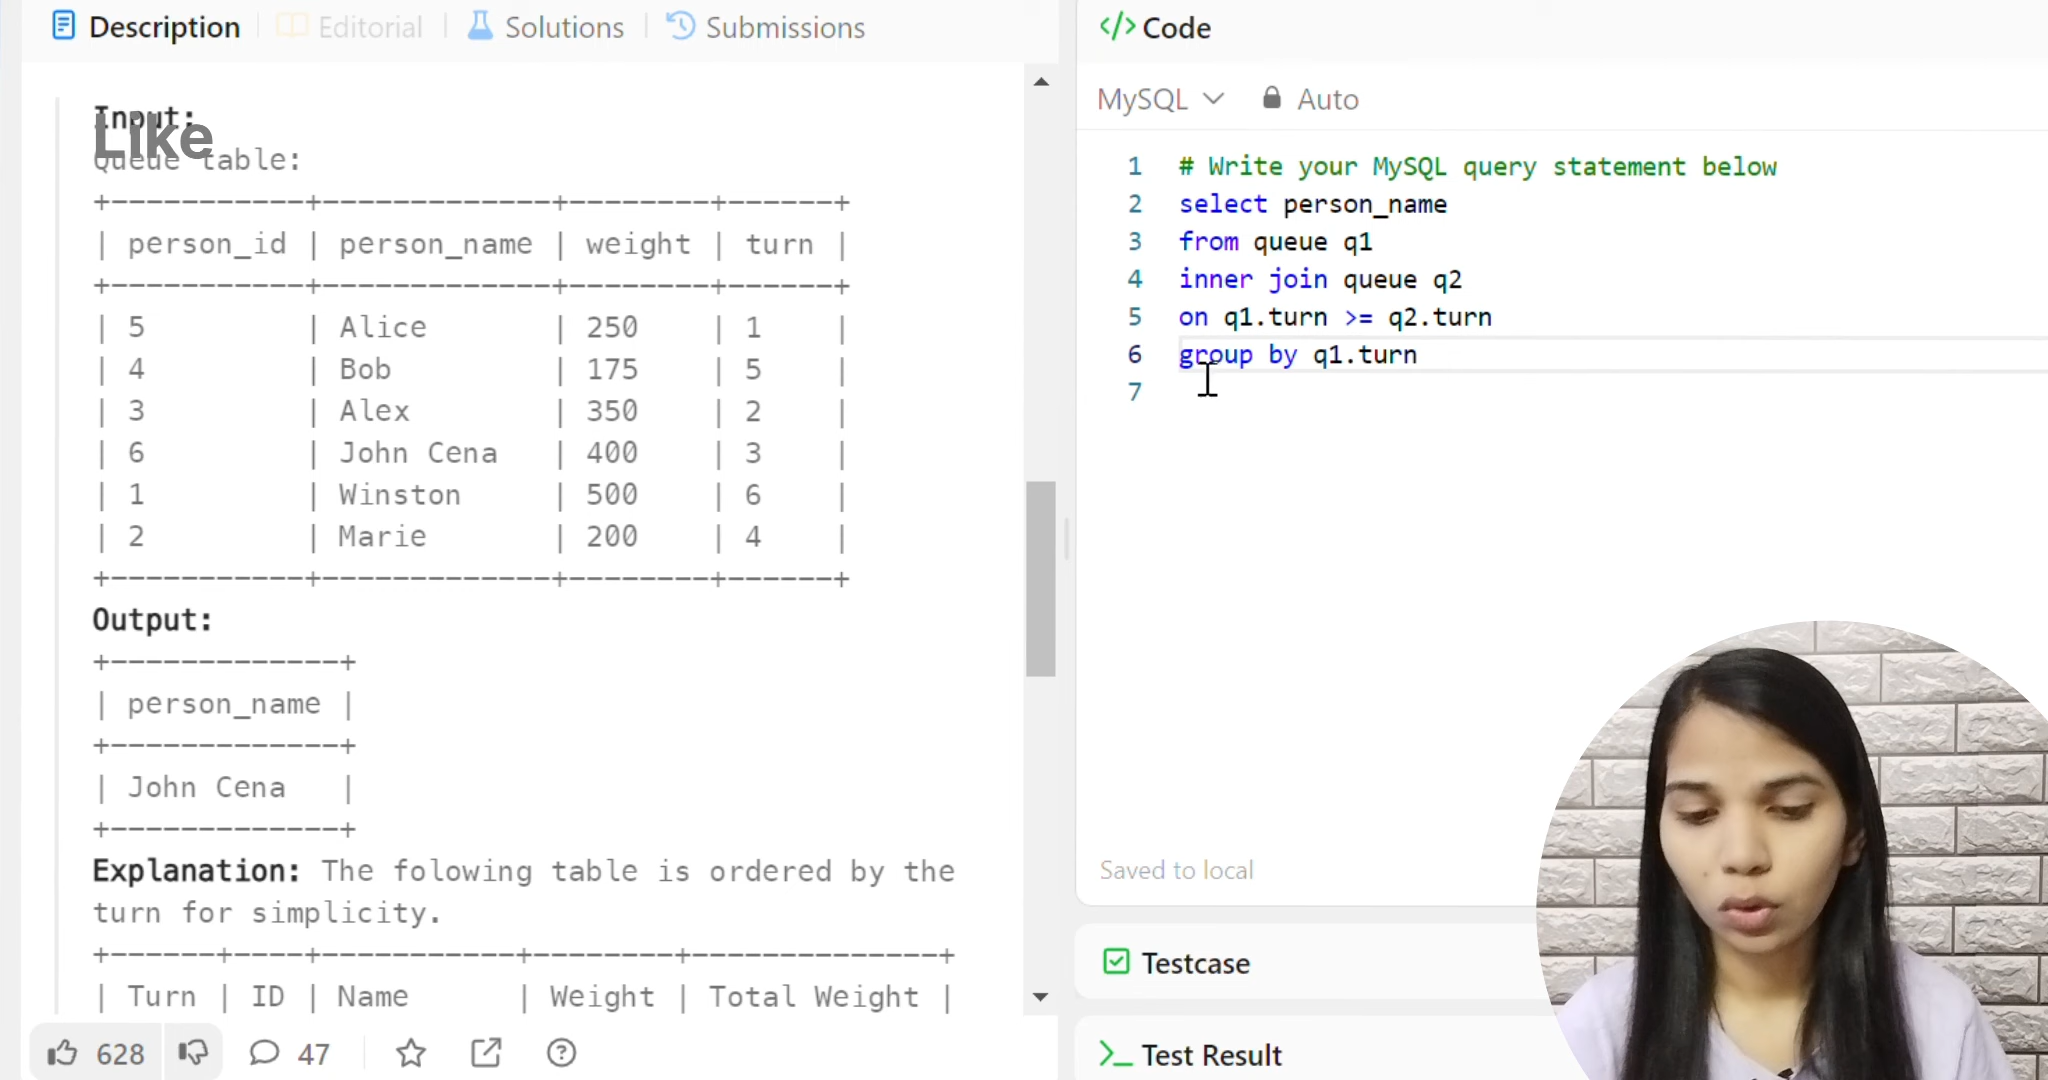 Description | Editorial | Solutions | Submissions
Input:
Like
Queue table:
+-----------+-------------+--------+------+
| person_id | person_name | weight | turn |
+-----------+-------------+--------+------+
| 5 | Alice | 250 | 1 |
| 4 | Bob | 175 | 5 |
| 3 | Alex | 350 | 2 |
| 6 | John Cena | 400 | 3 |
| 1 | Winston | 500 | 6 |
| 2 | Marie | 200 | 4 |
+-----------+-------------+--------+------+
Output:
+-------------+
| person_name |
+-------------+
| John Cena |
+-------------+
Explanation: The folowing table is ordered by the
turn for simplicity.
+------+----+-----------+--------+--------------+
| Turn | ID | Name | Weight | Total Weight |
628 47
</> Code
MySQL Auto
1 # Write your MySQL query statement below
2 select person_name
3 from queue q1
4 inner join queue q2
5 on q1.turn >= q2.turn
6 group by q1.turn
7
Saved to local
Testcase
>_ Test Result